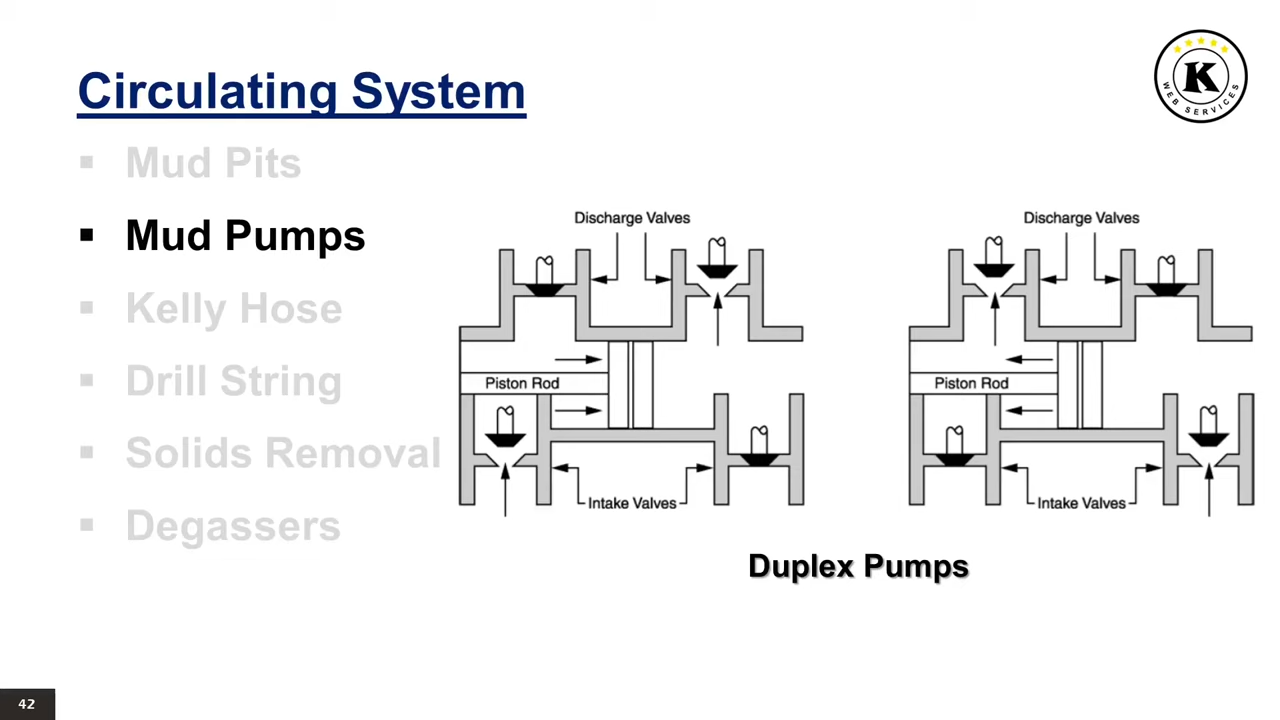 Circulating System
▪ Mud Pits
▪ Mud Pumps
▪ Kelly Hose
▪ Drill String
▪ Solids Removal
▪ Degassers
Discharge Valves
Piston Rod
Intake Valves
Discharge Valves
Piston Rod
Intake Valves
Duplex Pumps
K
WEB SERVICES
42